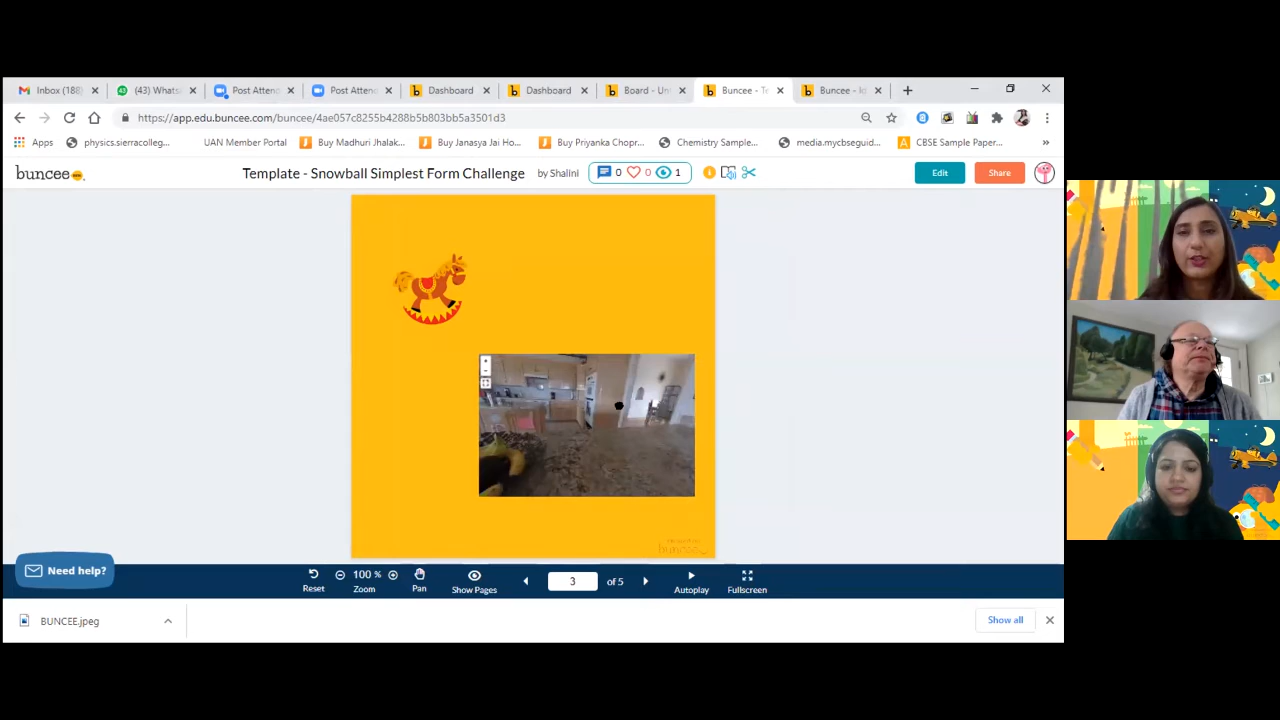 Inbox (188)
(43) Whats
Post Atten
Post Atten
Dashboard
Dashboard
Board - Un
Buncee - Te
Buncee - Id
https://app.edu.buncee.com/buncee/4ae057c8255b4288b5b803bb5a3501d3
Apps
physics.sierracolleg...
UAN Member Portal
Buy Madhuri Jhalak...
Buy Janasya Jai Ho...
Buy Priyanka Chopr...
Chemistry Sample...
media.mycbseguid...
CBSE Sample Paper...
»
buncee
Template - Snowball Simplest Form Challenge
by Shalini
0
0
1
Edit
Share
buncee
Need help?
Reset
100 %
Zoom
Pan
Show Pages
3
of 5
Autoplay
Fullscreen
BUNCEE.jpeg
Show all